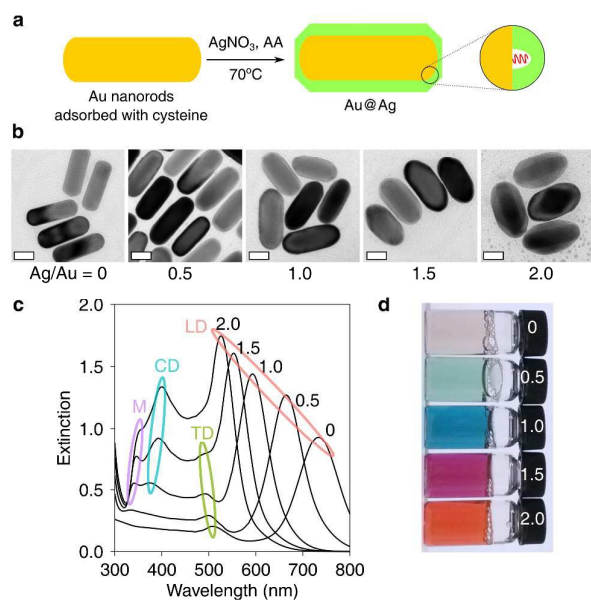 a
AgNO₃, AA
70°C
Au nanorods
adsorbed with cysteine
Au@Ag
b
Ag/Au = 0
0.5
1.0
1.5
2.0
c
2.0
1.5
1.0
0.5
0.0
Extinction
M
CD
TD
LD
2.0
1.5
1.0
0.5
0
300 400 500 600 700 800
Wavelength (nm)
d
0
0.5
1.0
1.5
2.0